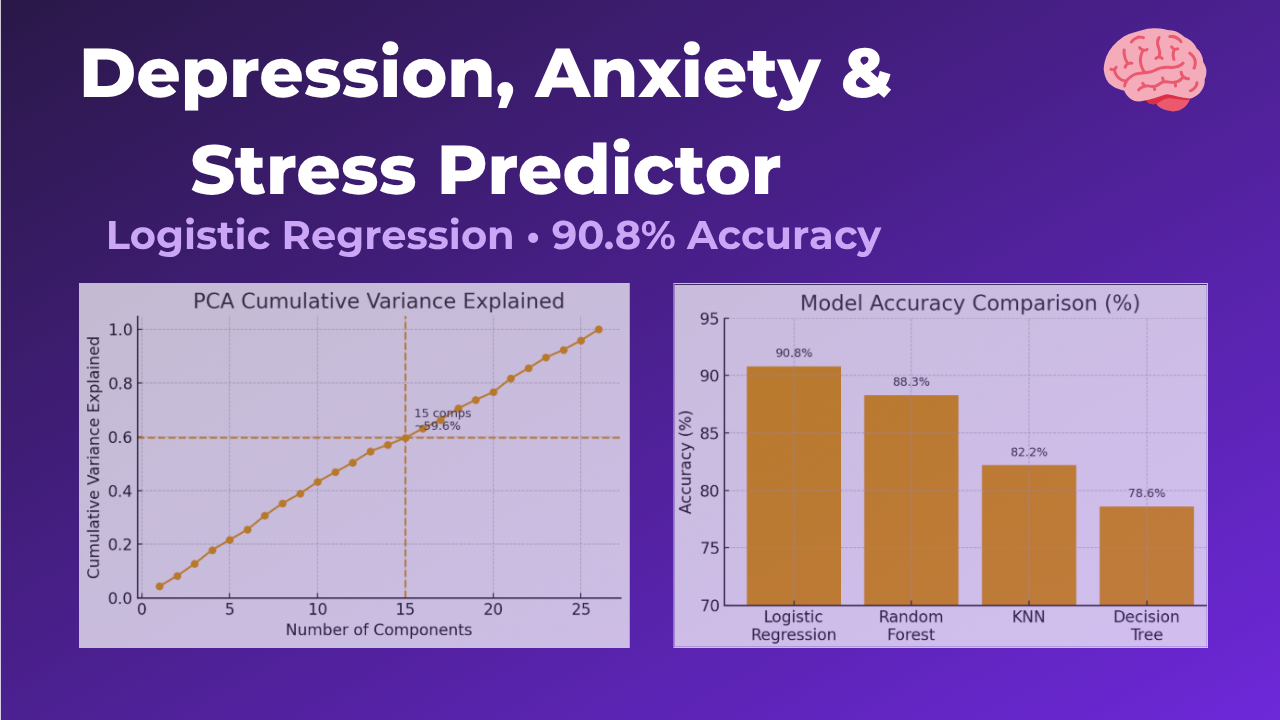 Depression, Anxiety &
Stress Predictor
Logistic Regression • 90.8% Accuracy
PCA Cumulative Variance Explained
Cumulative Variance Explained
1.0
0.8
0.6
0.4
0.2
0.0
15 comps
~59.6%
0 5 10 15 20 25
Number of Components
Model Accuracy Comparison (%)
Accuracy (%)
95
90
85
80
75
70
90.8%
88.3%
82.2%
78.6%
Logistic
Regression
Random
Forest
KNN
Decision
Tree